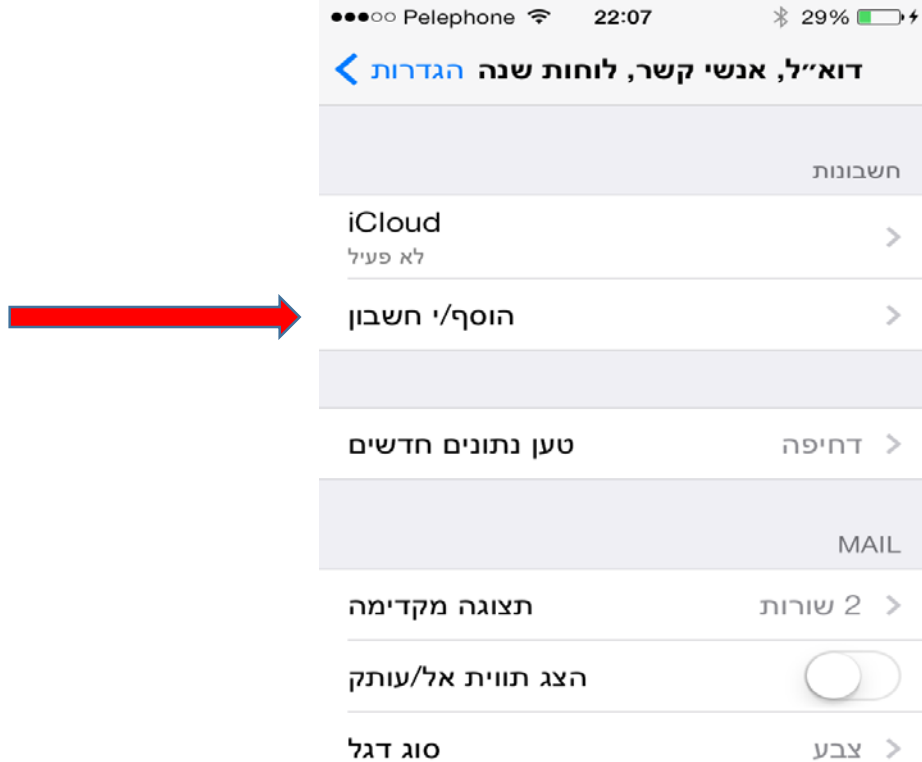 Pelephone 22:07 29%
הגדרות דוא״ל, אנשי קשר, לוחות שנה
חשבונות
iCloud
לא פעיל
הוסף/י חשבון
טען נתונים חדשים דחיפה
MAIL
תצוגה מקדימה 2 שורות
הצג תווית אל/עותק
סוג דגל צבע